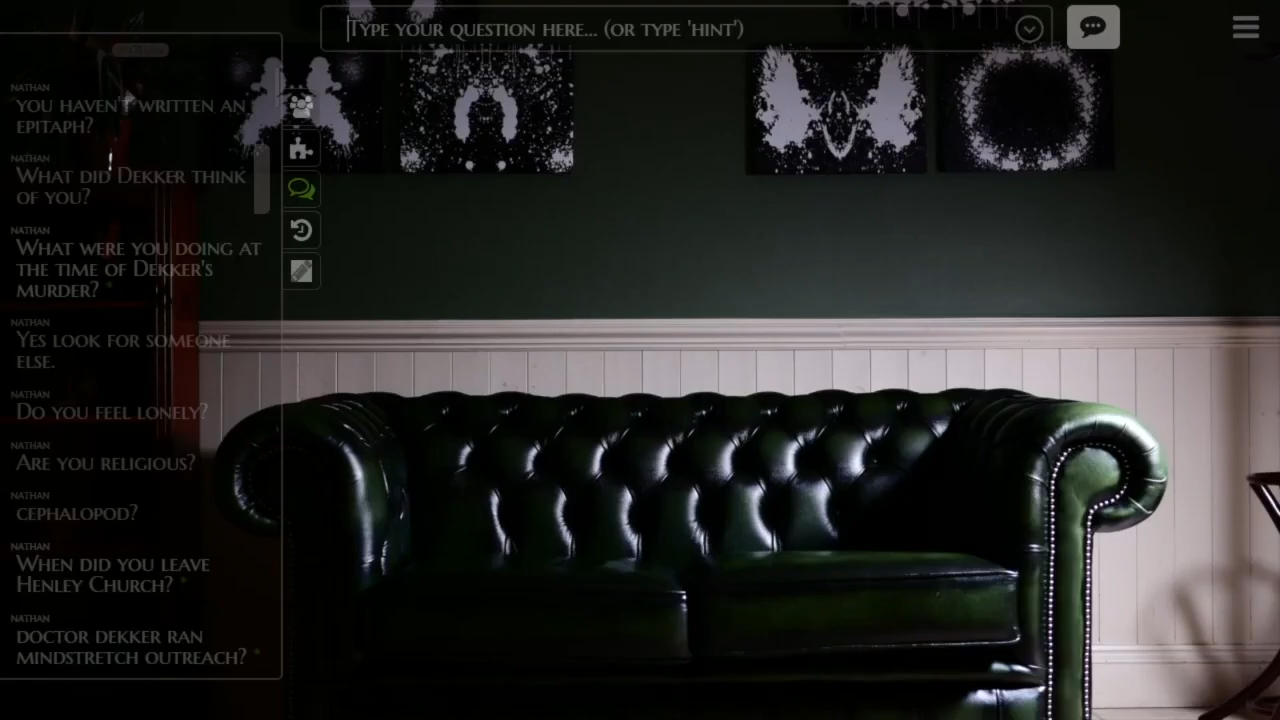 Type your question here... (or type 'hint')
Nathan
You haven't written an
epitaph?
Nathan
What did Dekker think
of you?
Nathan
What were you doing at
the time of Dekker's
murder? *
Nathan
Yes look for someone
else.
Nathan
Do you feel lonely?
Nathan
Are you religious?
Nathan
cephalopod?
Nathan
When did you leave
Henley Church? *
Nathan
doctor dekker ran
mindstretch outreach? *